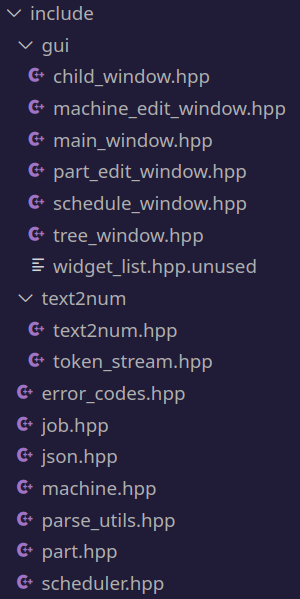 include
gui
child_window.hpp
machine_edit_window.hpp
main_window.hpp
part_edit_window.hpp
schedule_window.hpp
tree_window.hpp
widget_list.hpp.unused
text2num
text2num.hpp
token_stream.hpp
error_codes.hpp
job.hpp
json.hpp
machine.hpp
parse_utils.hpp
part.hpp
scheduler.hpp